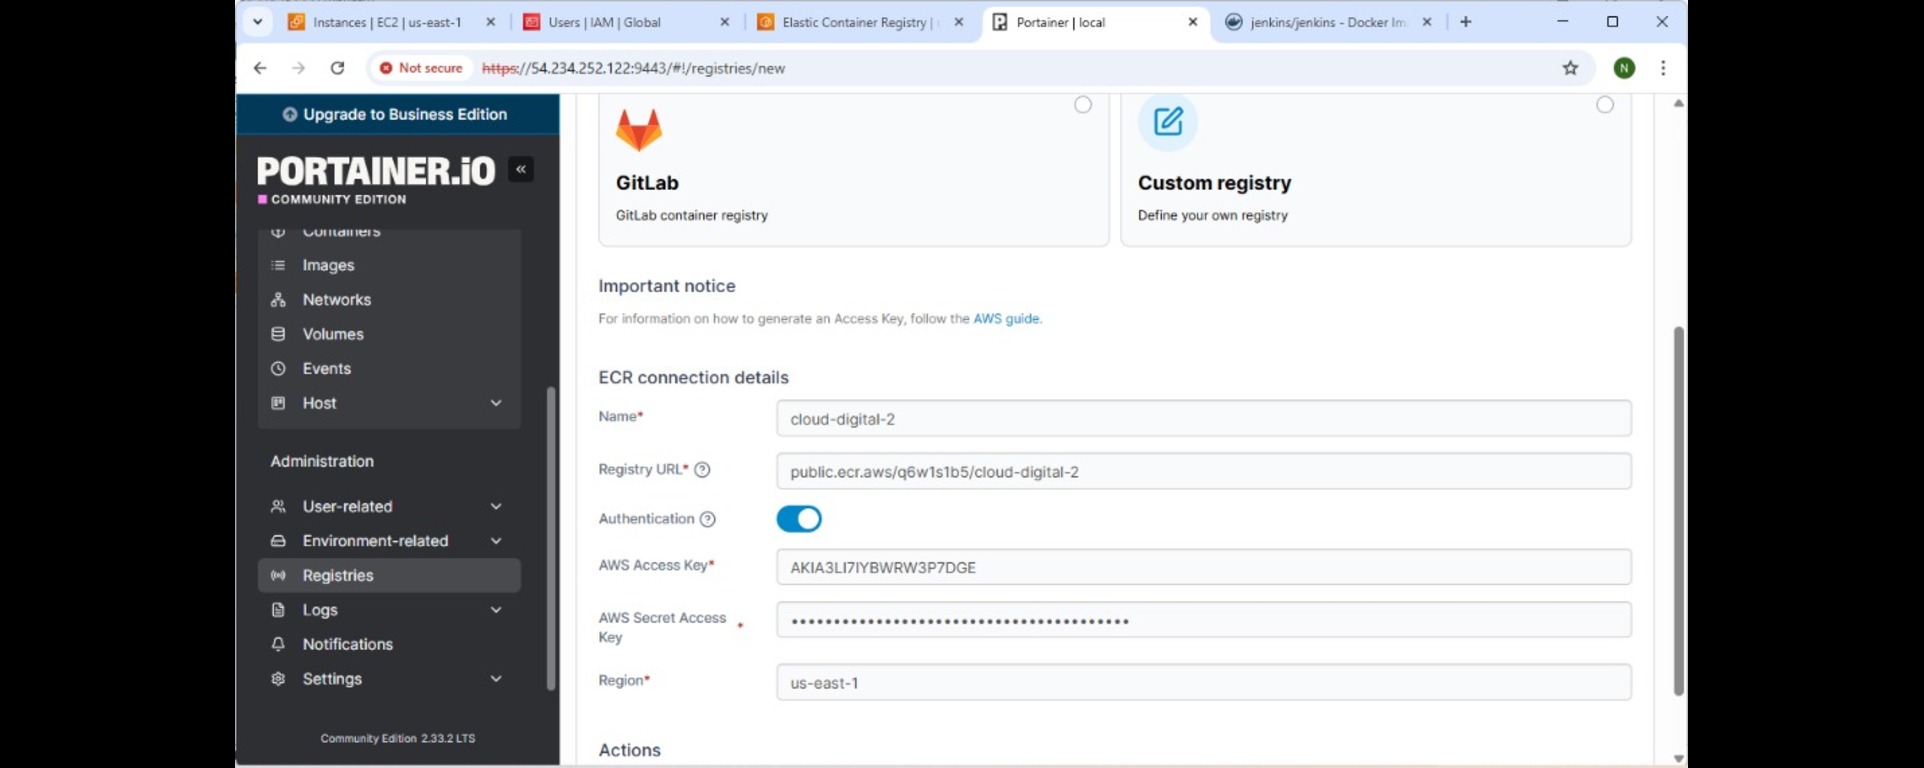 Instances | EC2 | us-east-1
Users | IAM | Global
Elastic Container Registry |
Portainer | local
jenkins/jenkins - Docker Im
Not secure
https://54.234.252.122:9443/#!/registries/new
N
Upgrade to Business Edition
PORTAINER.iO
COMMUNITY EDITION
Containers
Images
Networks
Volumes
Events
Host
Administration
User-related
Environment-related
Registries
Logs
Notifications
Settings
Community Edition 2.33.2 LTS
GitLab
GitLab container registry
Custom registry
Define your own registry
Important notice
For information on how to generate an Access Key, follow the AWS guide.
ECR connection details
Name*
cloud-digital-2
Registry URL*
public.ecr.aws/q6w1s1b5/cloud-digital-2
Authentication
AWS Access Key*
AKIA3LI7IYBWRW3P7DGE
AWS Secret Access Key *
Region*
us-east-1
Actions